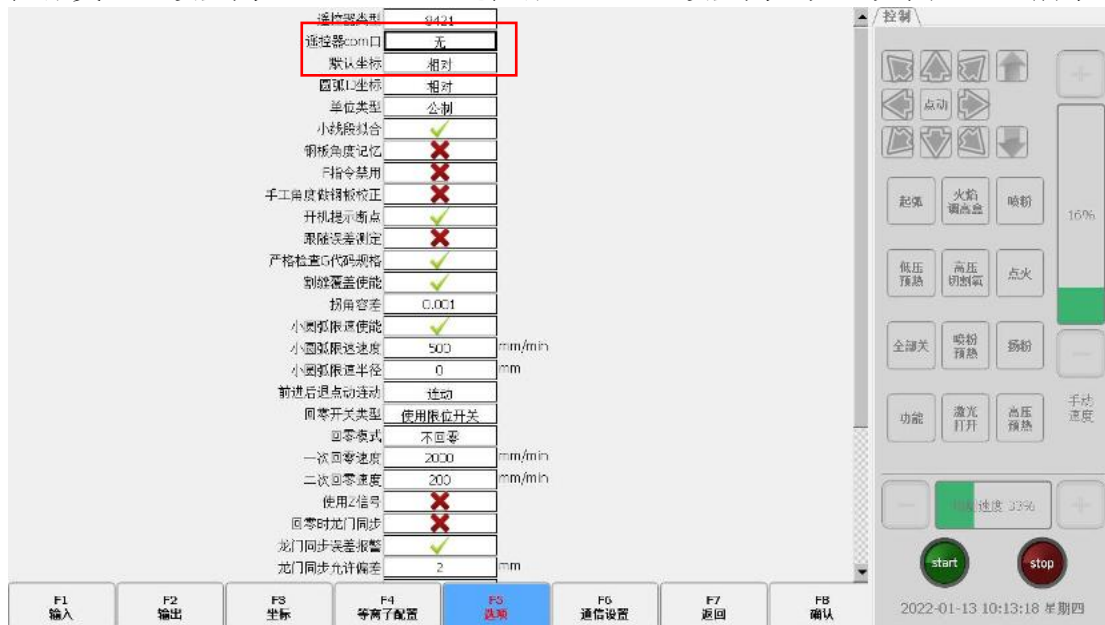 遥控器类型 9421
遥控器com口 无
默认坐标 相对
圆弧IJ坐标 相对
单位类型 公制
小线段拟合
钢板角度记忆
F指令禁用
手工角度做钢板校正
开机提示断点
跟随误差测定
严格检查G代码规格
割缝覆盖使能
拐角容差 0.001
小圆弧限速使能
小圆弧限速速度 500 mm/min
小圆弧限速半径 0 mm
前进后退点动连动 连动
回零开关类型 使用限位开关
回零模式 不回零
一次回零速度 2000 mm/min
二次回零速度 200 mm/min
使用Z信号
回零时龙门同步
龙门同步误差报警
龙门同步允许偏差 2 mm
F1 F2 F3 F4 F5 F6 F7 F8
输入 输出 坐标 等离子配置 选项 通信设置 返回 确认
控制
点动
起弧 火焰调高盒 喷粉
16%
低压预热 高压切割氧 点火
全部关 喷粉预热 扬粉
手动速度
功能 激光打开 高压预热
速度 33%
start stop
2022-01-13 10:13:18 星期四